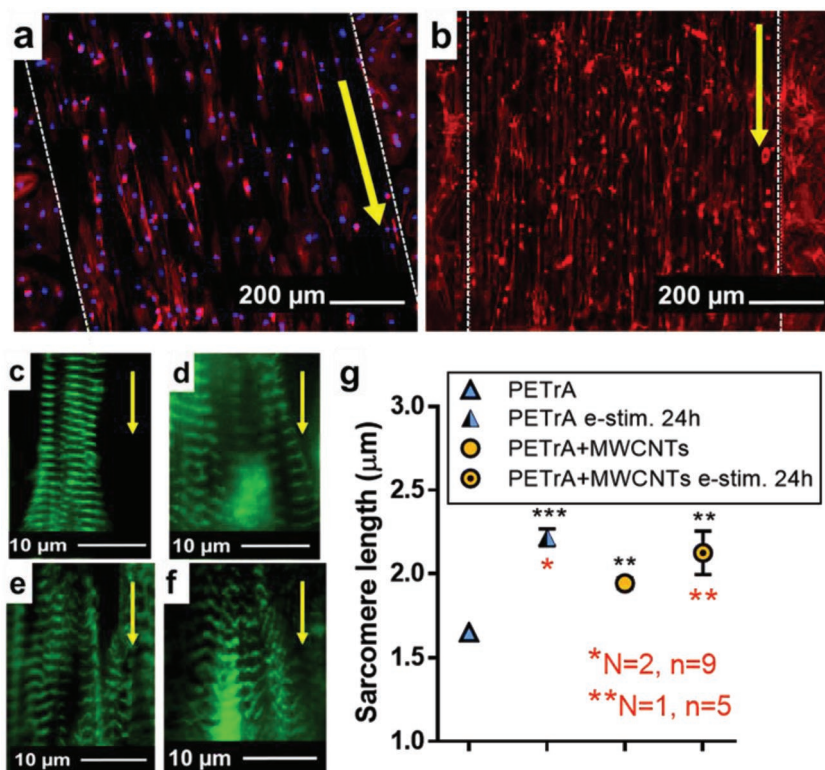 a
200 µm
b
200 µm
c
10 µm
d
10 µm
e
10 µm
f
10 µm
g
PETrA
PETrA e-stim. 24h
PETrA+MWCNTs
PETrA+MWCNTs e-stim. 24h
Sarcomere length (µm)
3.0
2.5
2.0
1.5
1.0
***
*
**
**
**
*N=2, n=9
**N=1, n=5